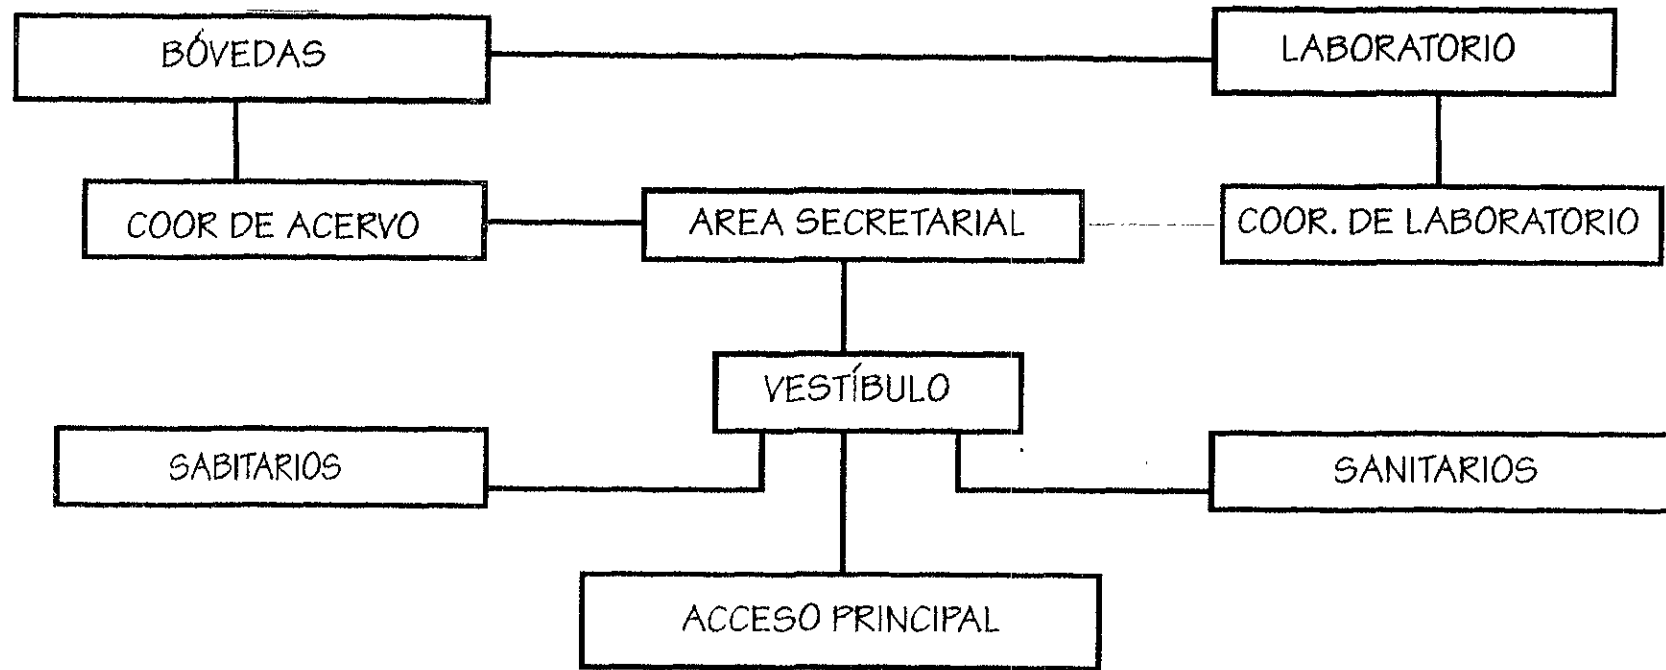 BÓVEDAS
LABORATORIO
COOR DE ACERVO
AREA SECRETARIAL
COOR. DE LABORATORIO
VESTÍBULO
SABITARIOS
SANITARIOS
ACCESO PRINCIPAL